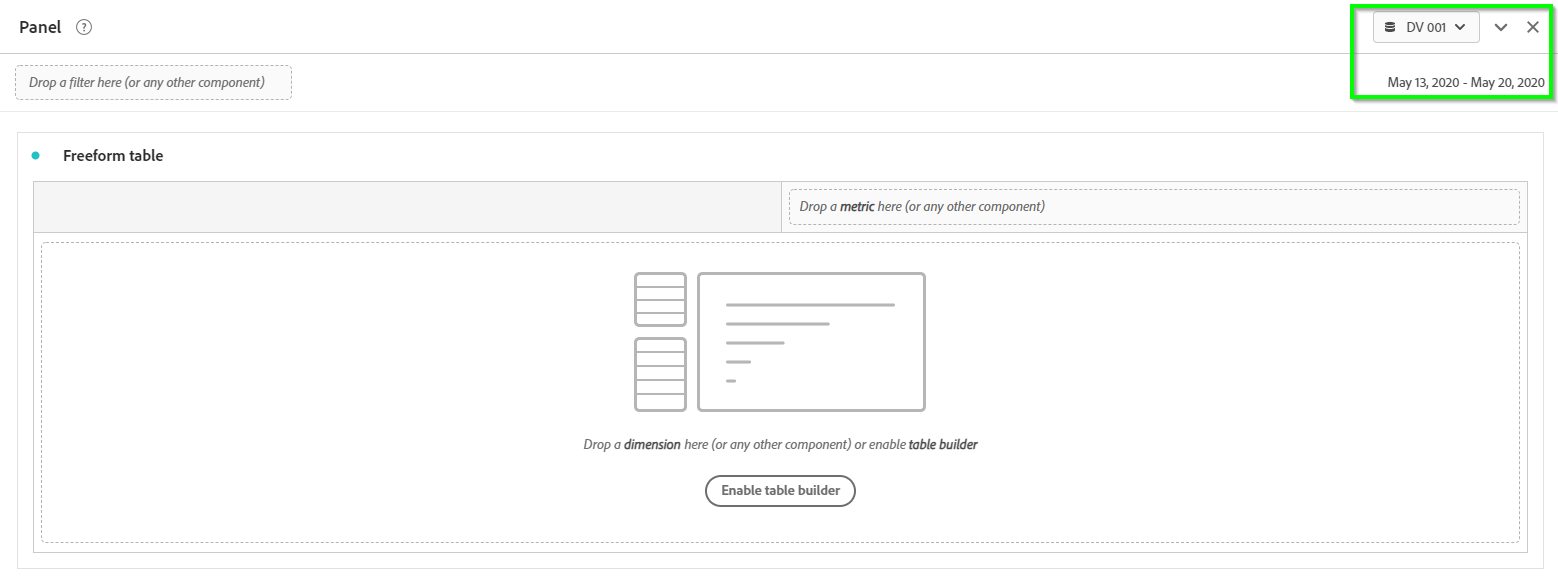 Panel ?
DV 001
Drop a filter here (or any other component)
May 13, 2020 - May 20, 2020
Freeform table
Drop a metric here (or any other component)
Drop a dimension here (or any other component) or enable table builder
Enable table builder